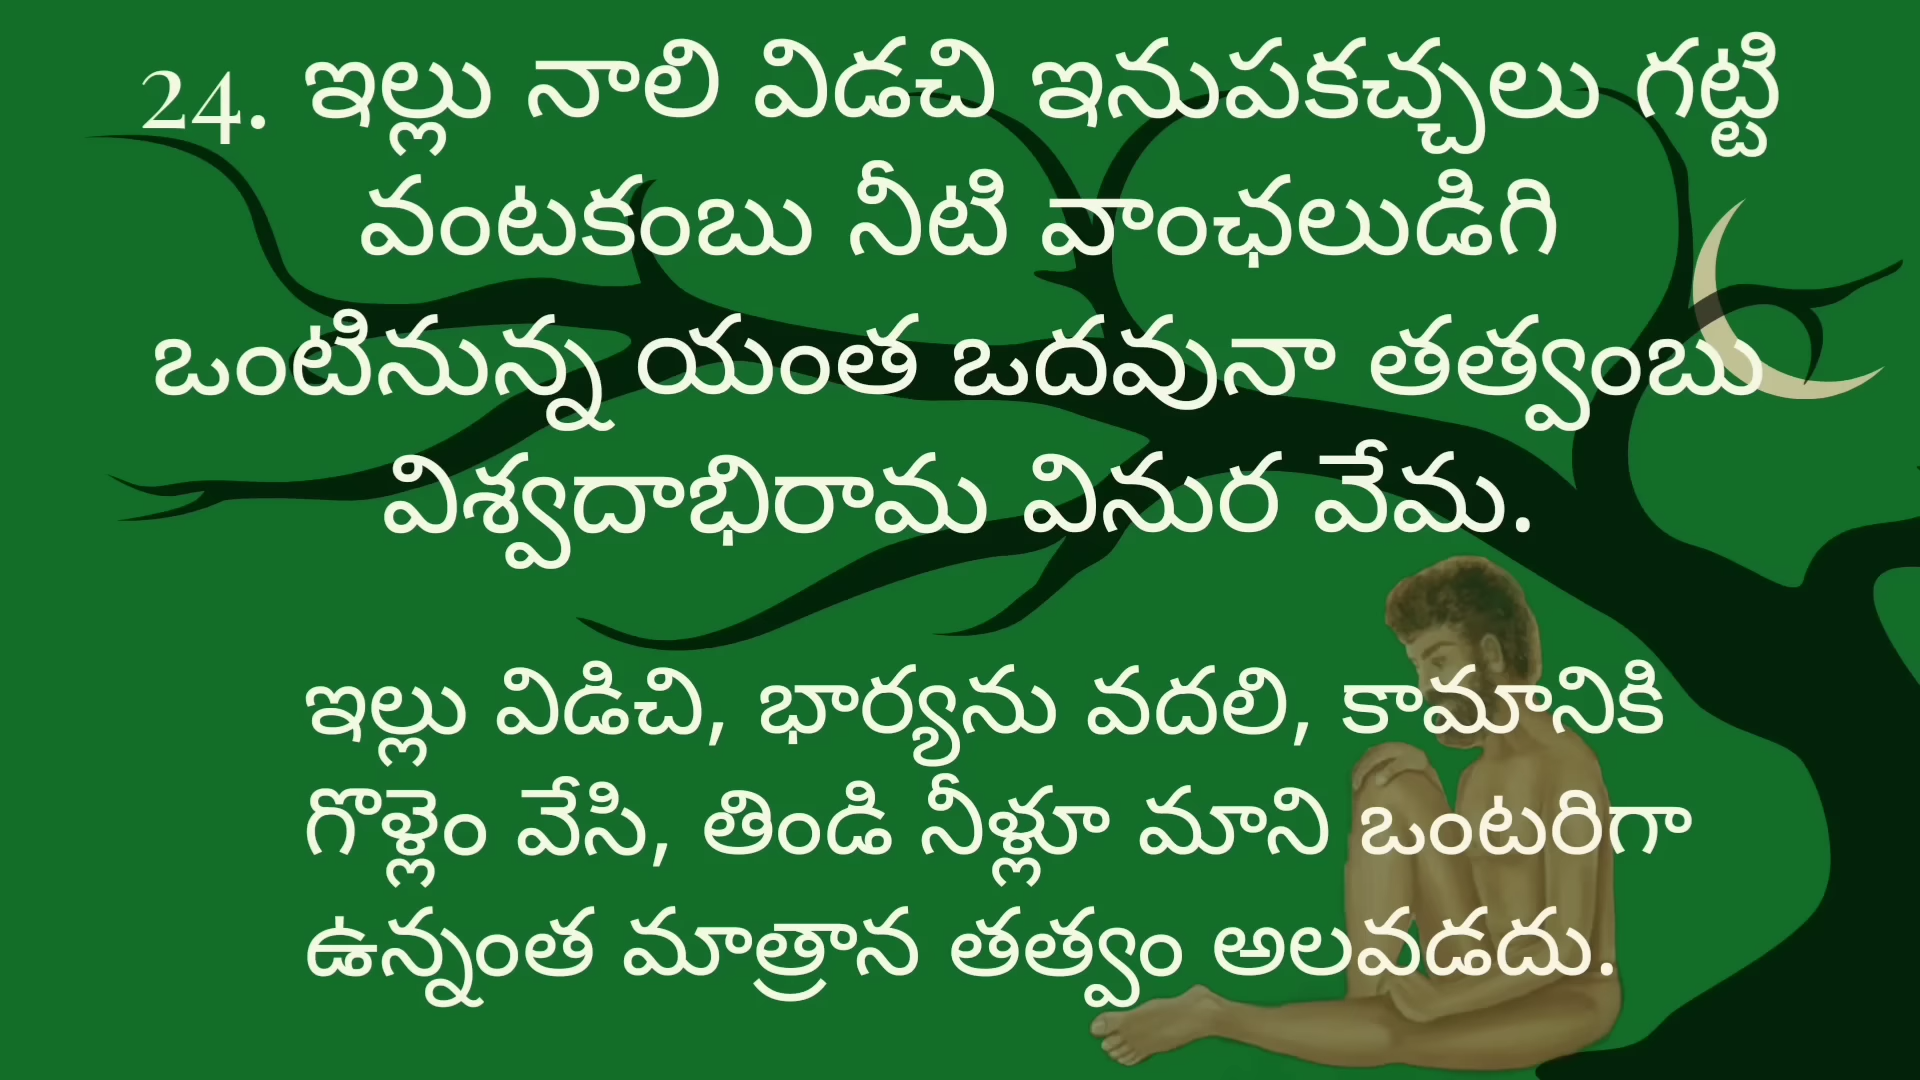 24. ఇల్లు నాలి విడచి ఇనుపకచ్చలు గట్టి
వంటకంబు నీటి వాంఛలుడిగి
ఒంటినున్న యంత ఒదవునా తత్వంబు
విశ్వదాభిరామ వినుర వేమ.
ఇల్లు విడిచి, భార్యను వదలి, కామానికి
గొళ్లెం వేసి, తిండి నీళ్లూ మాని ఒంటరిగా
ఉన్నంత మాత్రాన తత్వం అలవడదు.